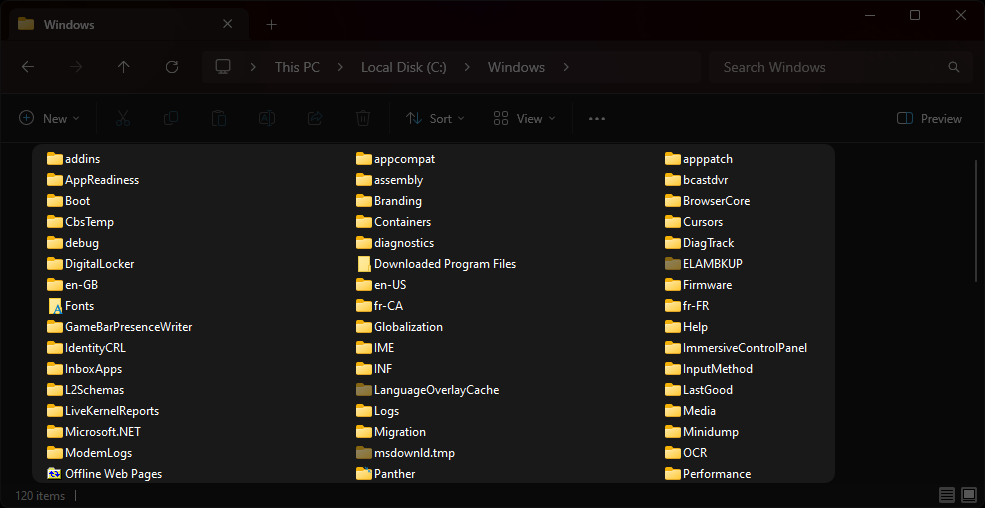 Windows
This PC > Local Disk (C:) > Windows >
Search Windows
New
Sort
View
Preview
addins appcompat apppatch
AppReadiness assembly bcastdvr
Boot Branding BrowserCore
CbsTemp Containers Cursors
debug diagnostics DiagTrack
DigitalLocker Downloaded Program Files ELAMBKUP
en-GB en-US Firmware
Fonts fr-CA fr-FR
GameBarPresenceWriter Globalization Help
IdentityCRL IME ImmersiveControlPanel
InboxApps INF InputMethod
L2Schemas LanguageOverlayCache LastGood
LiveKernelReports Logs Media
Microsoft.NET Migration Minidump
ModemLogs msdownld.tmp OCR
Offline Web Pages Panther Performance
120 items